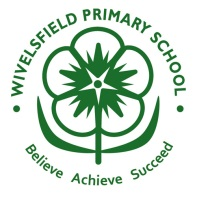 • WIVELSFIELD PRIMARY SCHOOL •
Believe Achieve Succeed